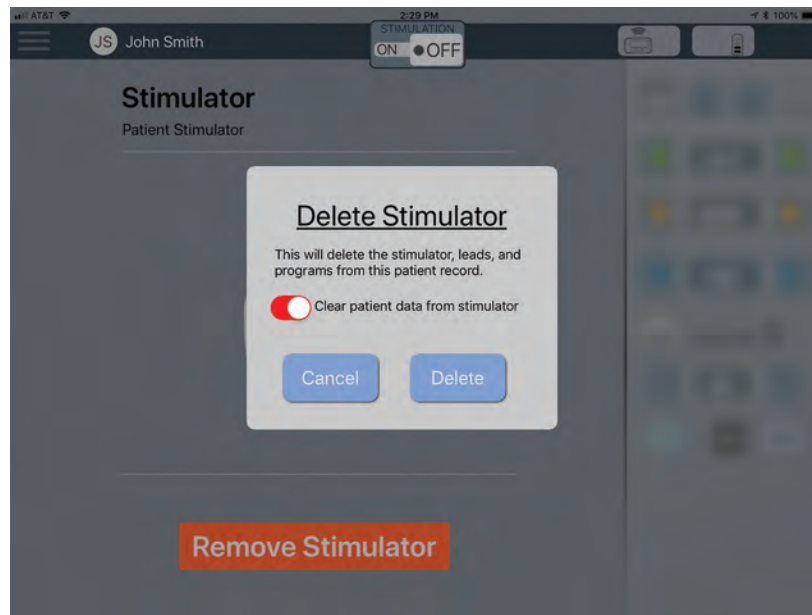 AT&T
2:29 PM
100%
JS John Smith
STIMULATION
ON OFF
Stimulator
Patient Stimulator
Delete Stimulator
This will delete the stimulator, leads, and
programs from this patient record.
Clear patient data from stimulator
Cancel Delete
Remove Stimulator